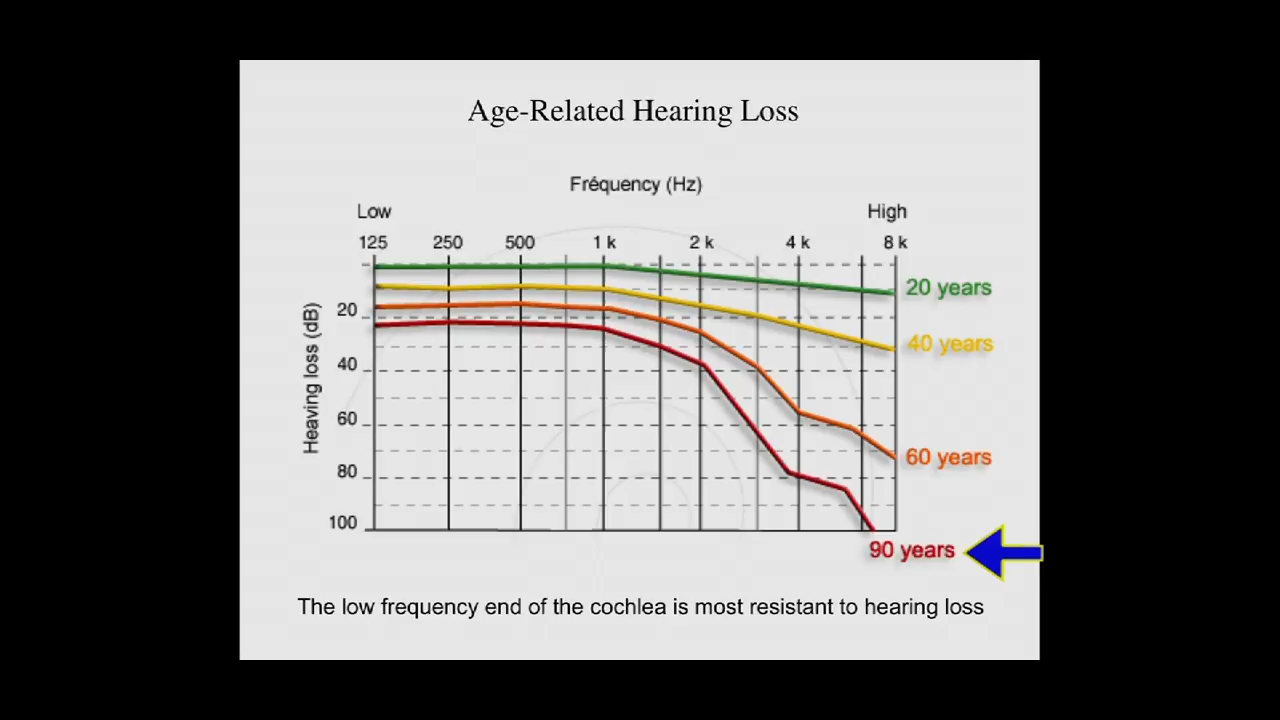 Age-Related Hearing Loss
Fréquency (Hz)
Low High
125 250 500 1 k 2 k 4 k 8 k
20 years
Heaving loss (dB)
20
40 years
40
60
60 years
80
100
90 years
The low frequency end of the cochlea is most resistant to hearing loss